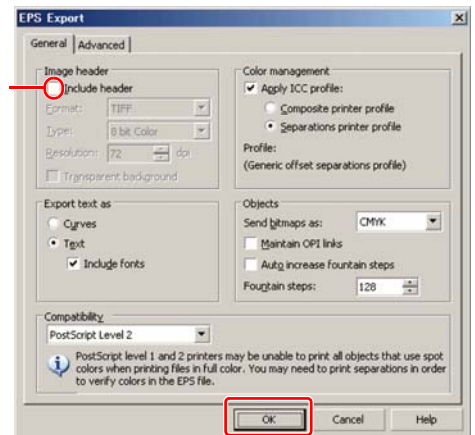 EPS Export
General
Advanced
Image header
Include header
Format: TIFF
Type: 8 bit Color
Resolution: 72 dpi
Transparent background
Color management
Apply ICC profile:
Composite printer profile
Separations printer profile
Profile:
(Generic offset separations profile)
Export text as
Curves
Text
Include fonts
Objects
Send bitmaps as: CMYK
Maintain OPI links
Auto increase fountain steps
Fountain steps: 128
Compatibility
PostScript Level 2
PostScript level 1 and 2 printers may be unable to print all objects that use spot
colors when printing files in full color. You may need to print separations in order
to verify colors in the EPS file.
OK
Cancel
Help